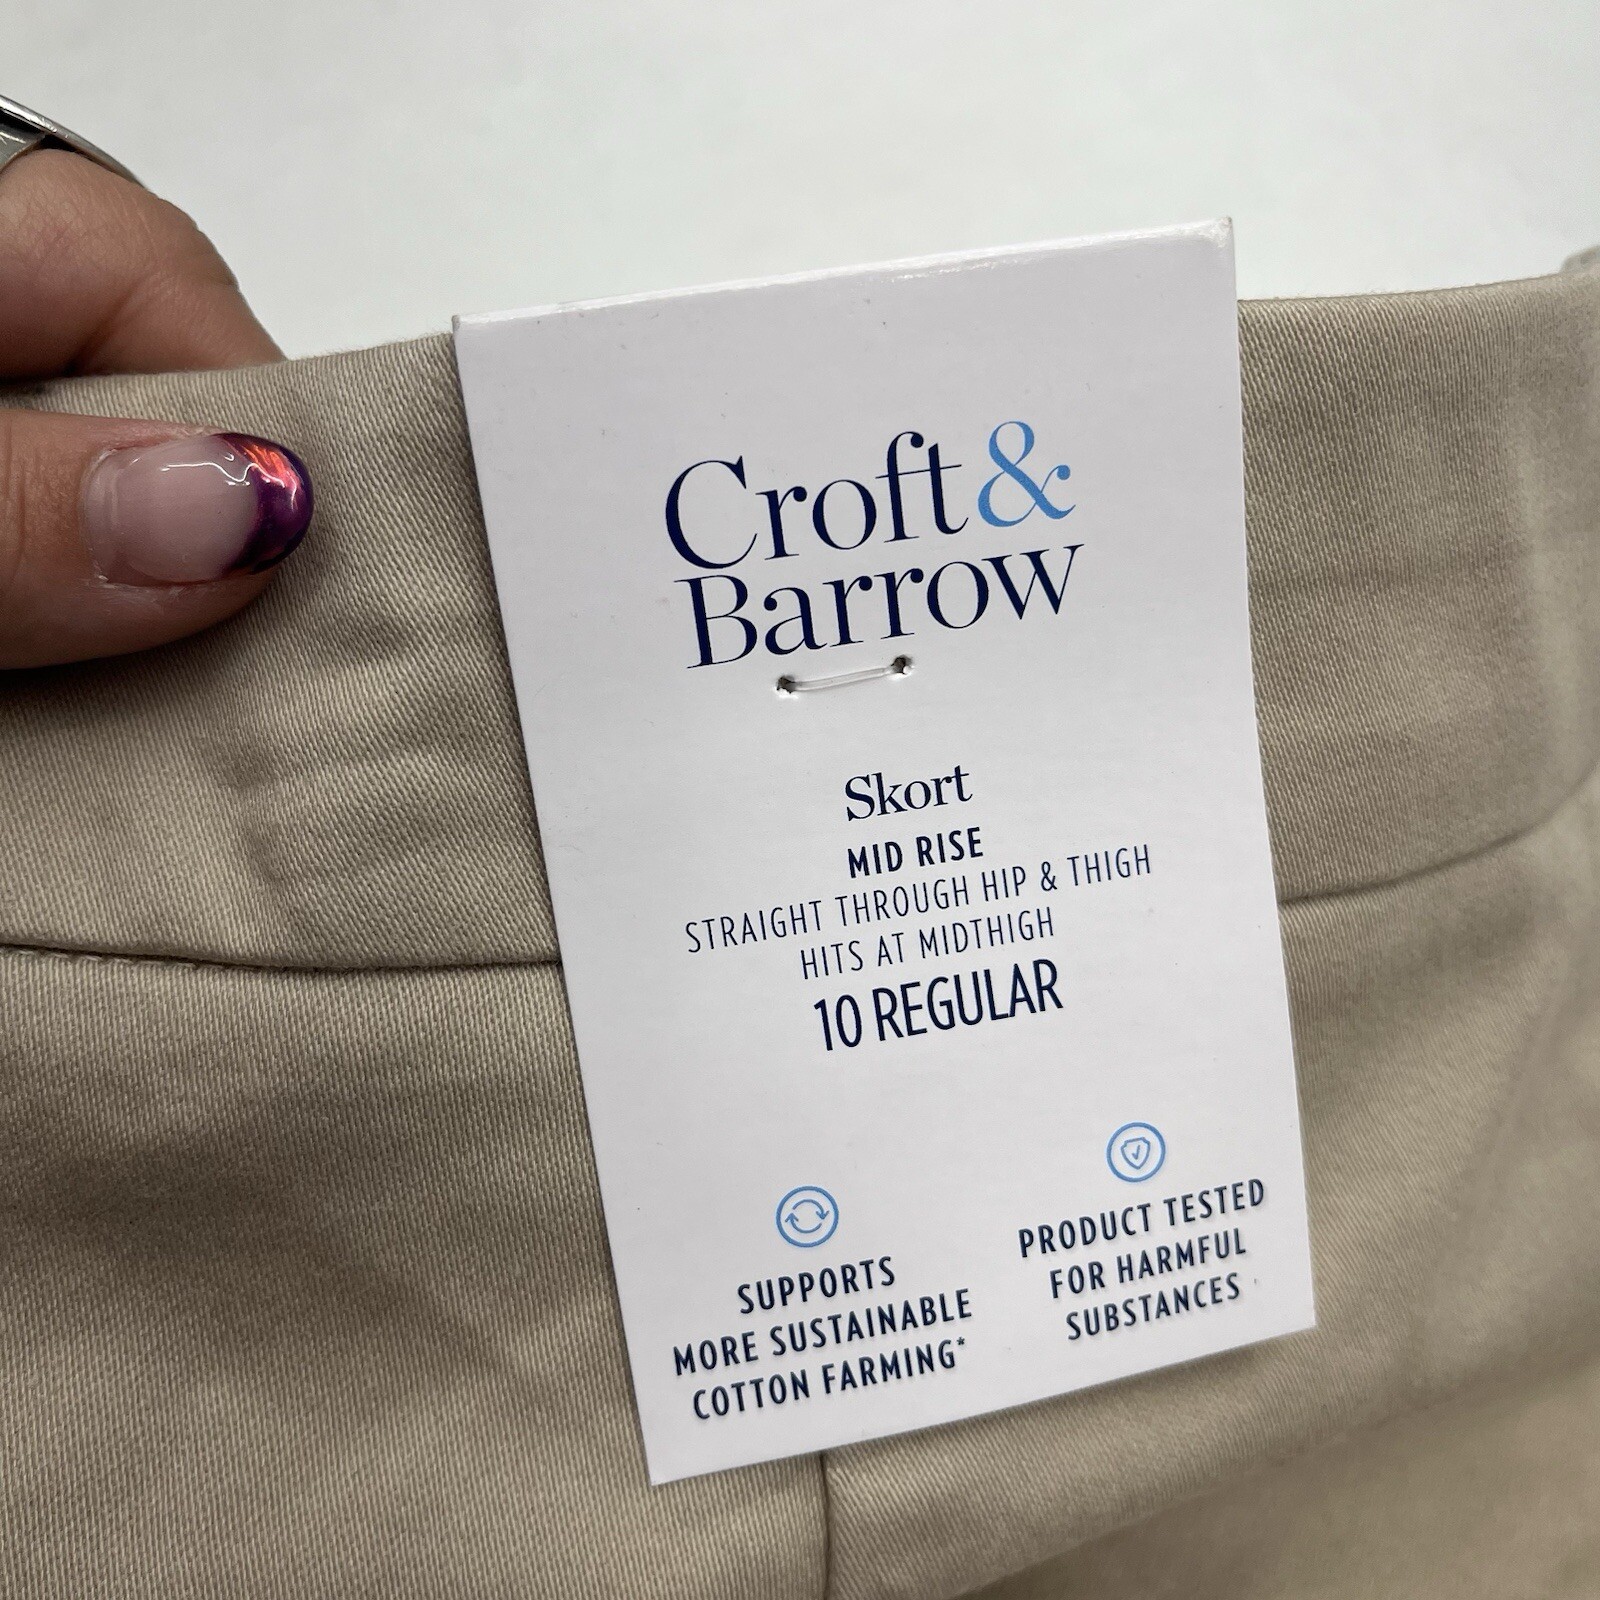 Croft &
Barrow
Skort
MID RISE
STRAIGHT THROUGH HIP & THIGH
HITS AT MIDTHIGH
10 REGULAR
SUPPORTS
MORE SUSTAINABLE
COTTON FARMING*
PRODUCT TESTED
FOR HARMFUL
SUBSTANCES